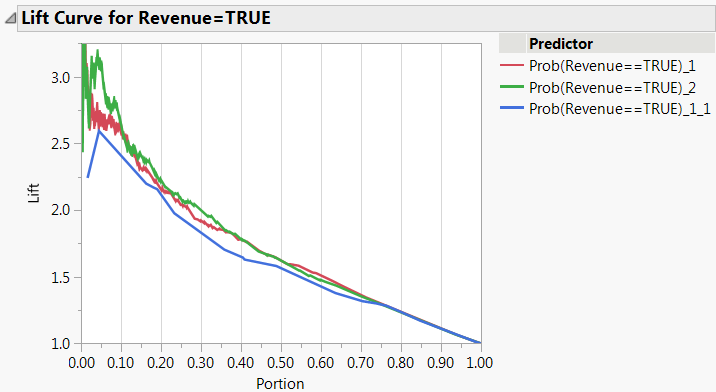 Lift Curve for Revenue=TRUE
Predictor
Prob(Revenue==TRUE)_1
Prob(Revenue==TRUE)_2
Prob(Revenue==TRUE)_1_1
3.0
2.5
2.0
1.5
1.0
Lift
0.00 0.10 0.20 0.30 0.40 0.50 0.60 0.70 0.80 0.90 1.00
Portion